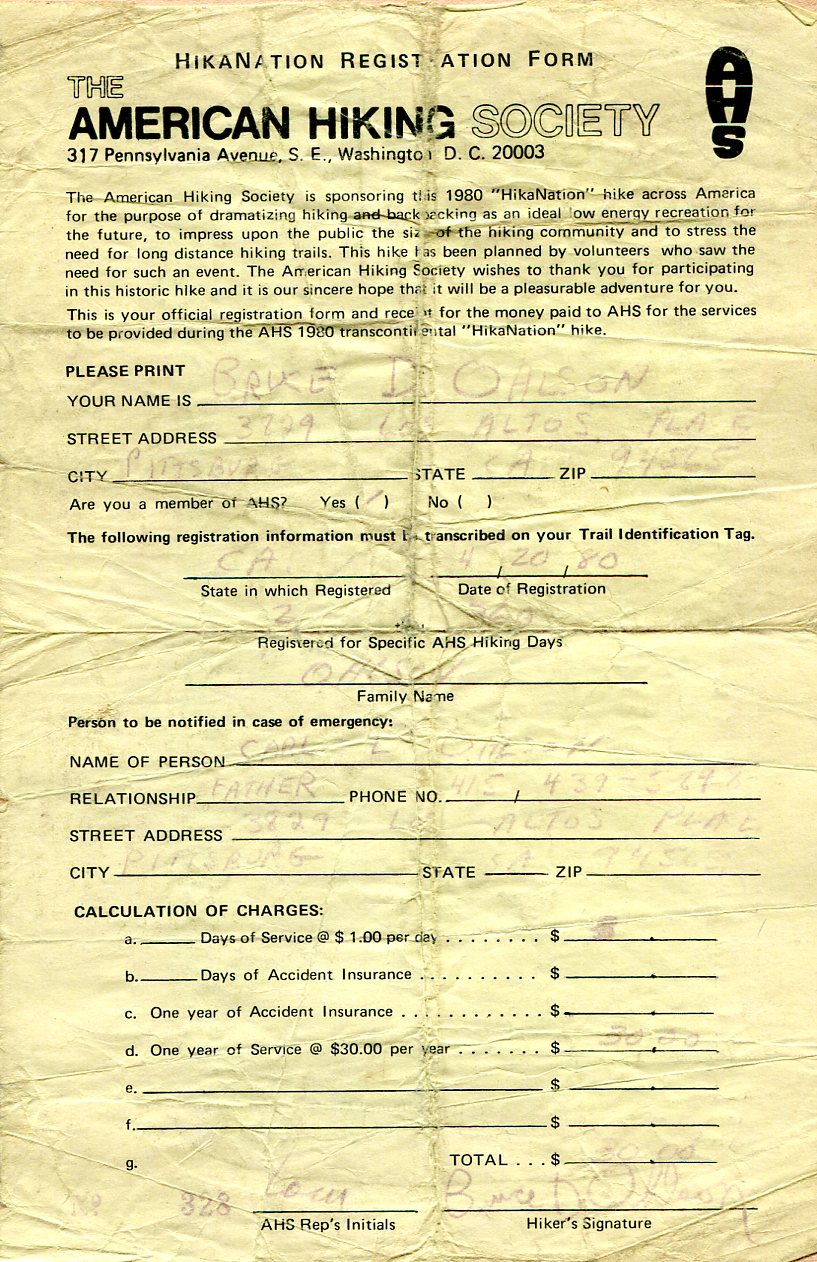 HIKANATION REGISTRATION FORM
THE
AMERICAN HIKING SOCIETY
AHS
317 Pennsylvania Avenue, S. E., Washington D. C. 20003
The American Hiking Society is sponsoring this 1980 "HikaNation" hike across America
for the purpose of dramatizing hiking and backpacking as an ideal low energy recreation for
the future, to impress upon the public the size of the hiking community and to stress the
need for long distance hiking trails. This hike has been planned by volunteers who saw the
need for such an event. The American Hiking Society wishes to thank you for participating
in this historic hike and it is our sincere hope that it will be a pleasurable adventure for you.
This is your official registration form and receipt for the money paid to AHS for the services
to be provided during the AHS 1980 transcontinental "HikaNation" hike.
PLEASE PRINT
YOUR NAME IS BRUCE D. OHLSON
STREET ADDRESS 3729 LOS ALTOS PLACE
CITY PITTSBURG STATE CA ZIP 94565
Are you a member of AHS? Yes (/) No ( )
The following registration information must be transcribed on your Trail Identification Tag.
CA. 4/20/80
State in which Registered Date of Registration
Registered for Specific AHS Hiking Days
OHLSON
Family Name
Person to be notified in case of emergency:
NAME OF PERSON CARL L OHLSON
RELATIONSHIP FATHER PHONE NO. 415 / 439-
STREET ADDRESS 3829 LOS ALTOS PLACE
CITY PITTSBURG STATE CA ZIP
CALCULATION OF CHARGES:
a. Days of Service @ $ 1.00 per day . . . . . . . . $ .
b. Days of Accident Insurance . . . . . . . . . . $ .
c. One year of Accident Insurance . . . . . . . . . . . . $ .
d. One year of Service @ $30.00 per year . . . . . . . $ 30.00
e. $ .
f. $ .
g. TOTAL . . . $ 30.00
No 328 Bruce D Ohlson
AHS Rep's Initials Hiker's Signature